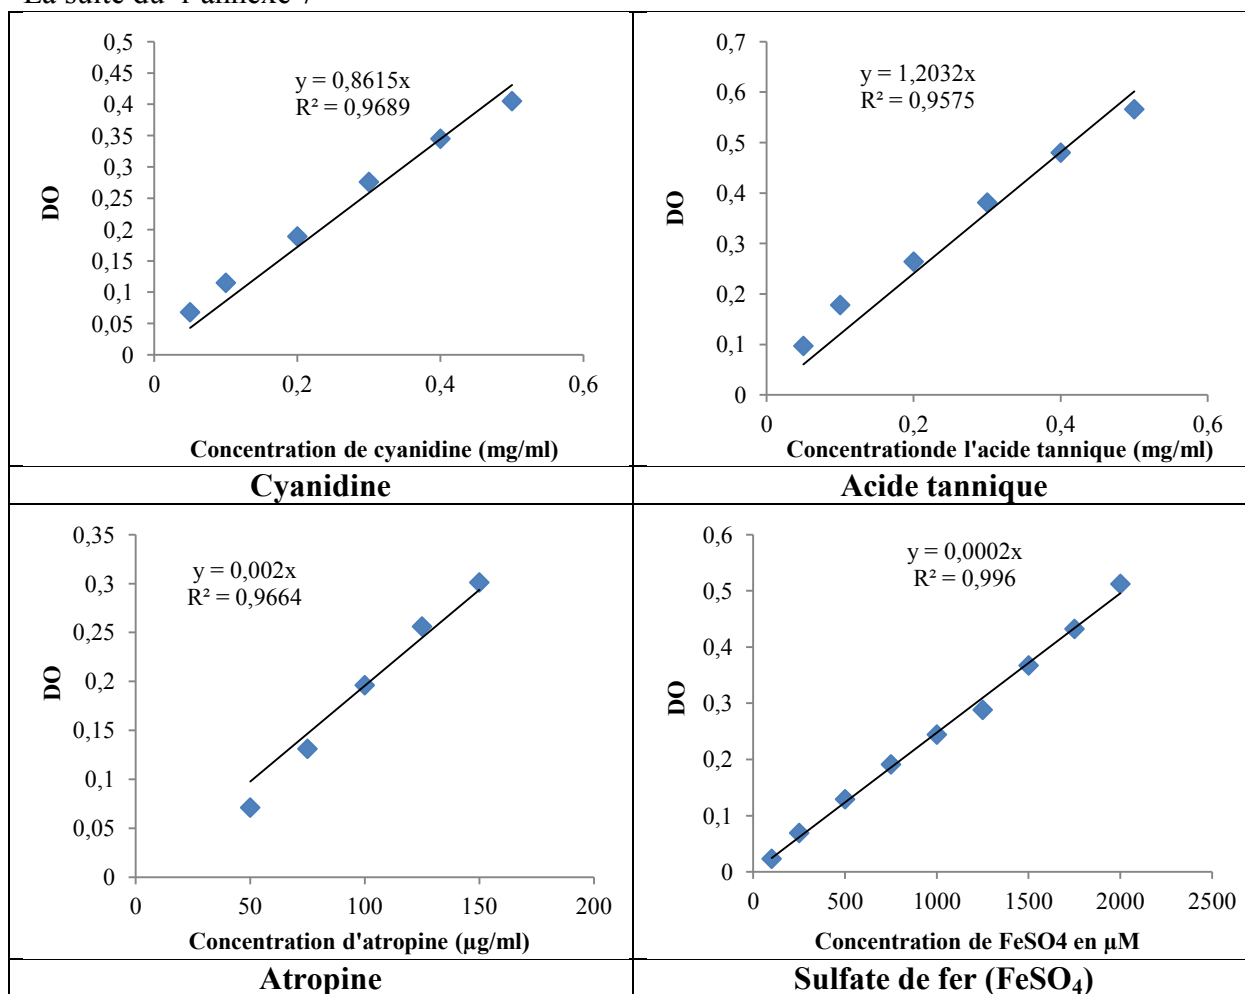 La suite du l'annexe 7
0,5
0,45
0,4
0,35
0,3
0,25
0,2
0,15
0,1
0,05
0
0
0,2
0,4
0,6
y = 0,8615x
R² = 0,9689
DO
Concentration de cyanidine (mg/ml)
0,7
0,6
0,5
0,4
0,3
0,2
0,1
0
0
0,2
0,4
0,6
y = 1,2032x
R² = 0,9575
DO
Concentrationde l'acide tannique (mg/ml)
Cyanidine
Acide tannique
0,35
0,3
0,25
0,2
0,15
0,1
0,05
0
0
50
100
150
200
y = 0,002x
R² = 0,9664
DO
Concentration d'atropine (µg/ml)
0,6
0,5
0,4
0,3
0,2
0,1
0
0
500
1000
1500
2000
2500
y = 0,0002x
R² = 0,996
DO
Concentration de FeSO4 en µM
Atropine
Sulfate de fer (FeSO₄)